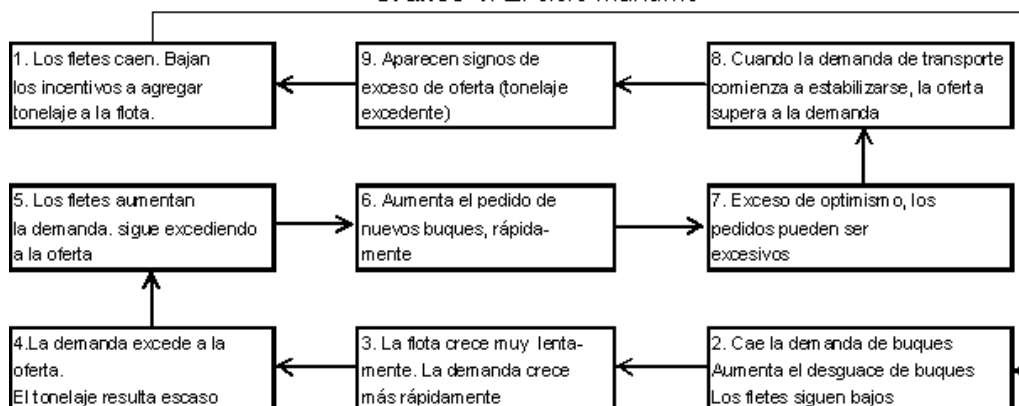 1. Los fletes caen. Bajan
los incentivos a agregar
tonelaje a la flota.
9. Aparecen signos de
exceso de oferta (tonelaje
excedente)
8. Cuando la demanda de transporte
comienza a estabilizarse, la oferta
supera a la demanda
5. Los fletes aumentan
la demanda. sigue excediendo
a la oferta
6. Aumenta el pedido de
nuevos buques, rápida-
mente
7. Exceso de optimismo, los
pedidos pueden ser
excesivos
4.La demanda excede a la
oferta.
El tonelaje resulta escaso
3. La flota crece muy lenta-
mente. La demanda crece
más rápidamente
2. Cae la demanda de buques
Aumenta el desguace de buques
Los fletes siguen bajos